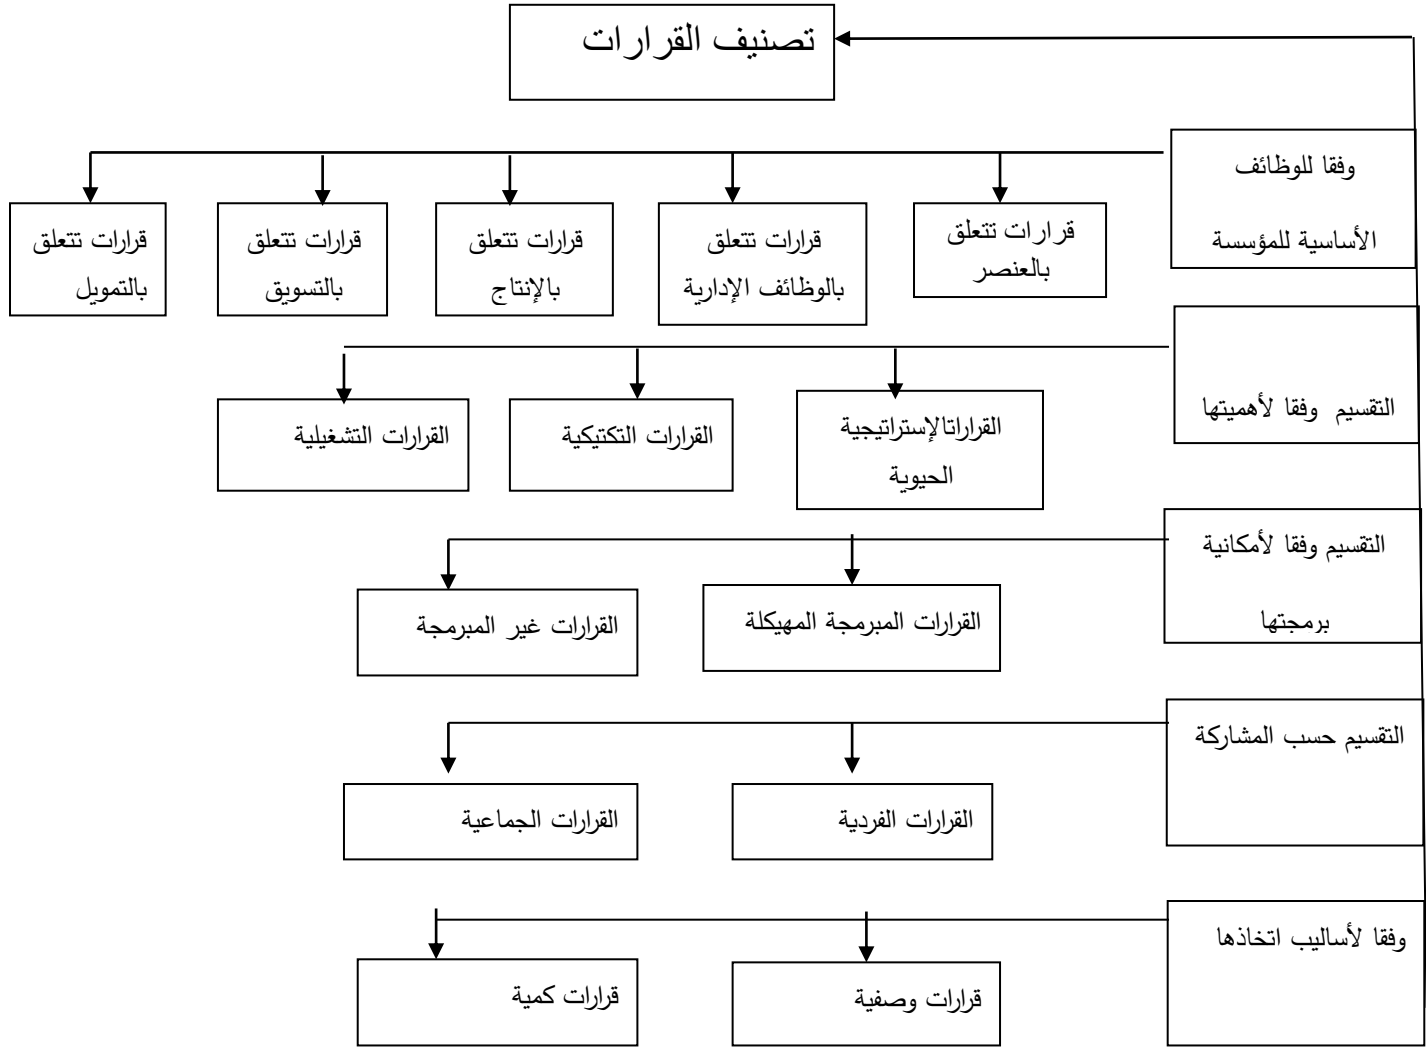 تصنيف القرارات
وفقا للوظائف
الأساسية للمؤسسة
قرارات تتعلق
بالعنصر
قرارات تتعلق
بالوظائف الإدارية
قرارات تتعلق
بالإنتاج
قرارات تتعلق
بالتسويق
قرارات تتعلق
بالتمويل
التقسيم وفقا لأهميتها
القراراتالإستراتيجية
الحيوية
القرارات التكتيكية
القرارات التشغيلية
التقسيم وفقا لأمكانية
برمجتها
القرارات المبرمجة المهيكلة
القرارات غير المبرمجة
التقسيم حسب المشاركة
القرارات الفردية
القرارات الجماعية
وفقا لأساليب اتخاذها
قرارات وصفية
قرارات كمية